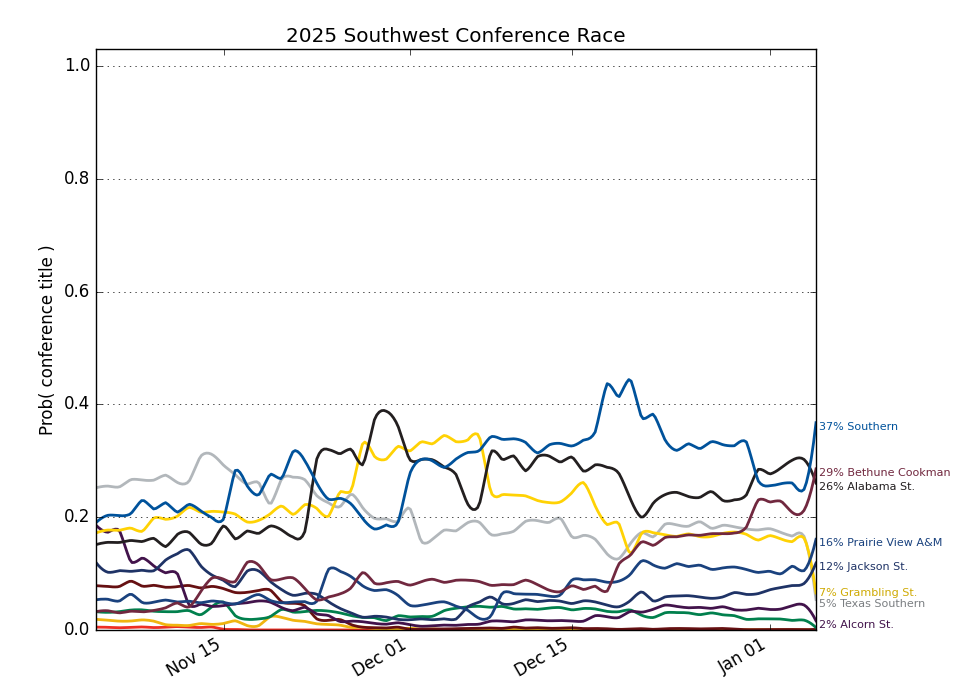 2025 Southwest Conference Race
Prob( conference title )
1.0
0.8
0.6
0.4
0.2
0.0
Nov 15
Dec 01
Dec 15
Jan 01
37% Southern
29% Bethune Cookman
26% Alabama St.
16% Prairie View A&M
12% Jackson St.
7% Grambling St.
5% Texas Southern
2% Alcorn St.